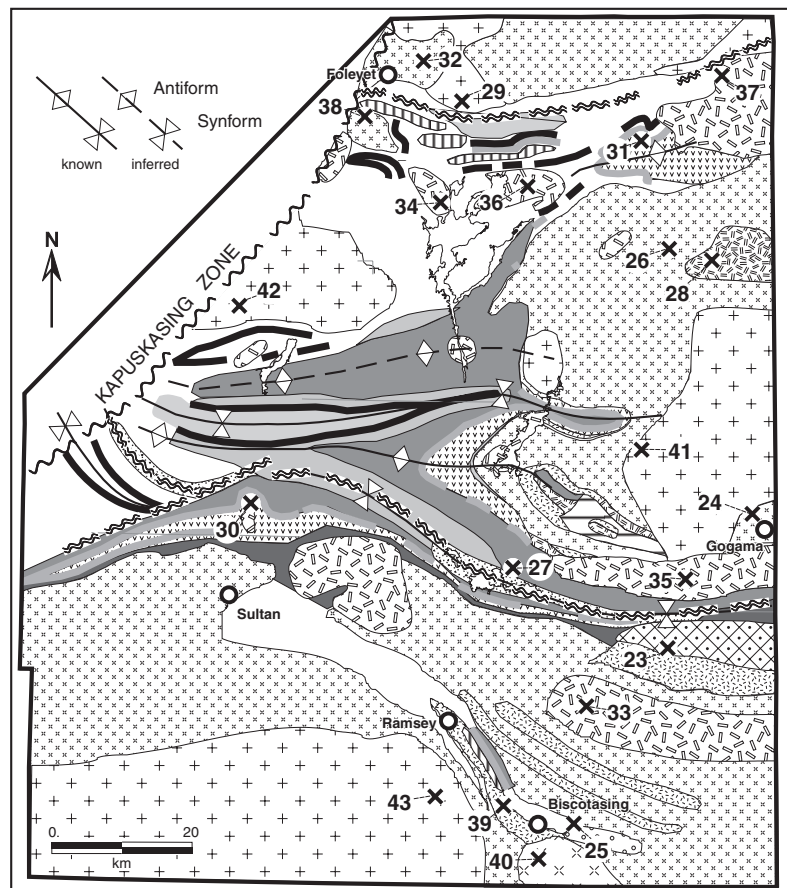 32
Foleyet
29
37
38
Antiform
Synform
known
inferred
31
34
36
N
26
28
KAPUSKASING ZONE
42
41
24
30
Gogama
27
35
Sultan
23
Ramsey
33
43
Biscotasing
39
0.
20
km
40
25